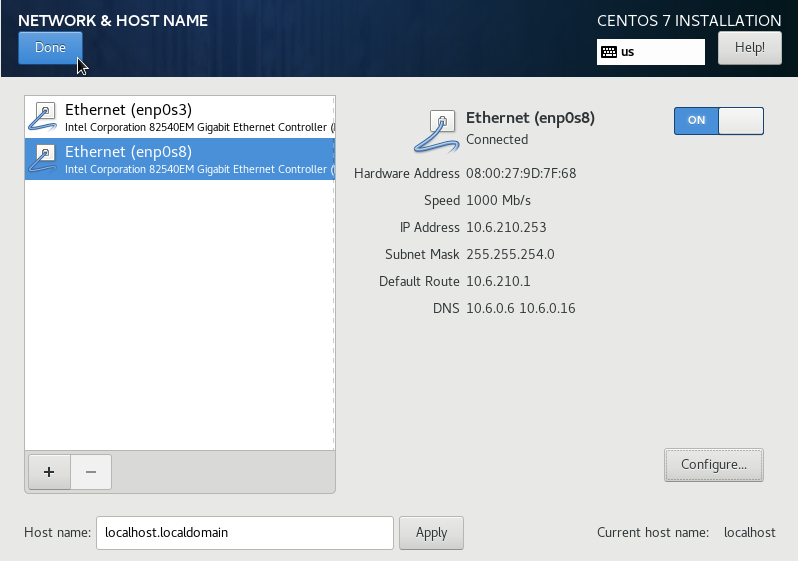 NETWORK & HOST NAME
CENTOS 7 INSTALLATION
Done
us
Help!
Ethernet (enp0s3)
Intel Corporation 82540EM Gigabit Ethernet Controller (
Ethernet (enp0s8)
Intel Corporation 82540EM Gigabit Ethernet Controller (
Ethernet (enp0s8)
Connected
ON
Hardware Address 08:00:27:9D:7F:68
Speed 1000 Mb/s
IP Address 10.6.210.253
Subnet Mask 255.255.254.0
Default Route 10.6.210.1
DNS 10.6.0.6 10.6.0.16
+ −
Configure...
Host name: localhost.localdomain Apply
Current host name: localhost